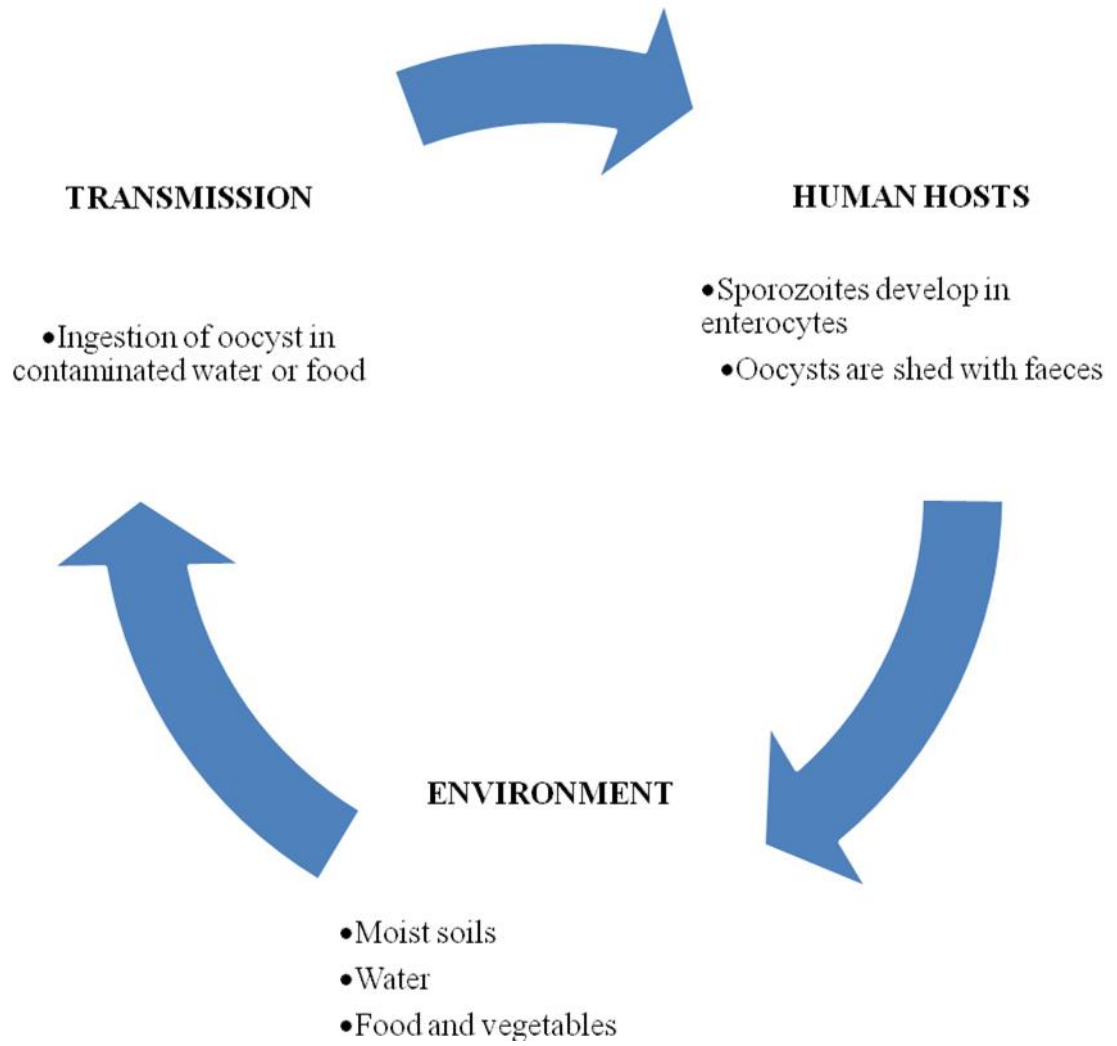 TRANSMISSION
•Ingestion of oocyst in
contaminated water or food
HUMAN HOSTS
•Sporozoites develop in
enterocytes
•Oocysts are shed with faeces
ENVIRONMENT
•Moist soils
•Water
•Food and vegetables